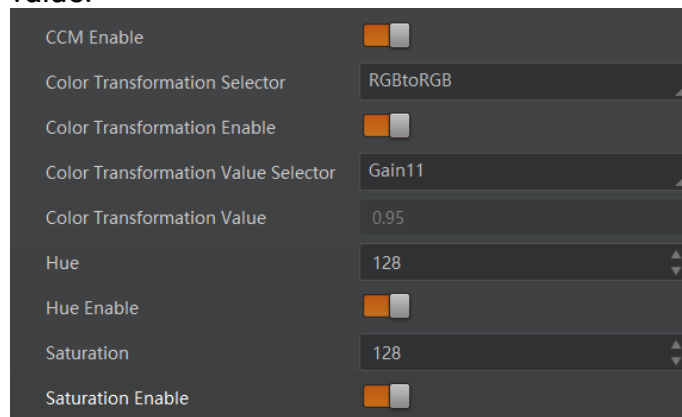 CCM Enable
Color Transformation Selector RGBtoRGB
Color Transformation Enable
Color Transformation Value Selector Gain11
Color Transformation Value 0.95
Hue 128
Hue Enable
Saturation 128
Saturation Enable